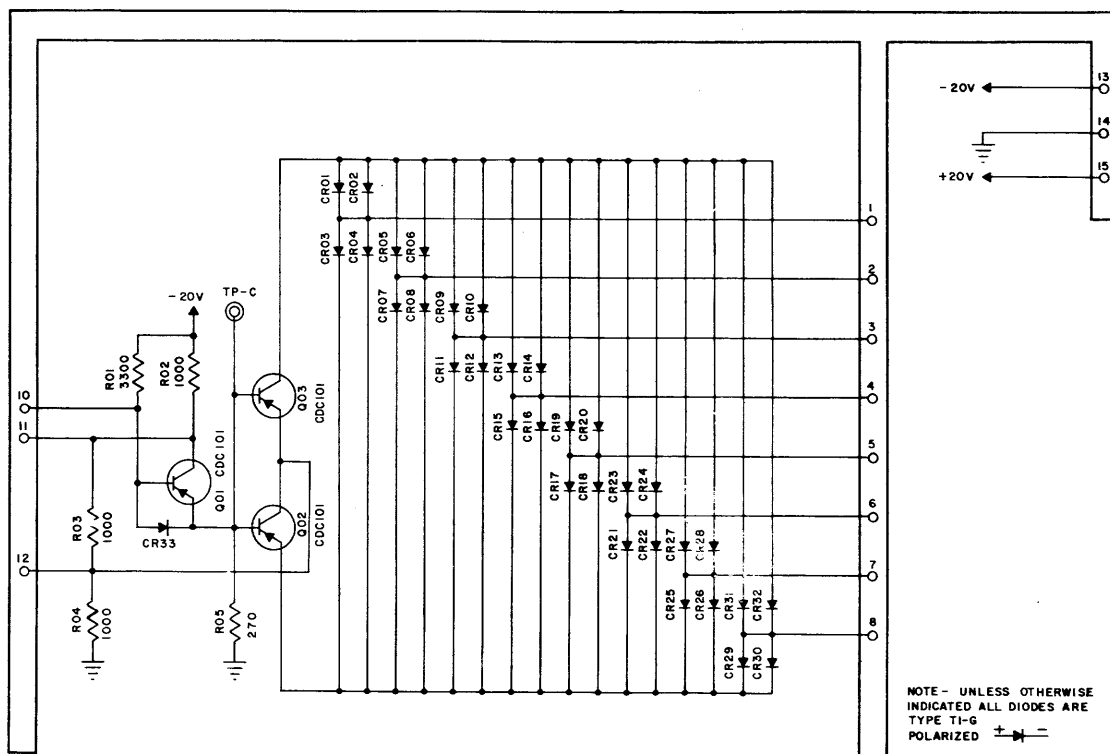 -20V
13
14
+20V
15
CR01
CR02
1
CR03
CR04
CR05
CR06
2
-20V
TP-C
CR07
CR08
CR09
CR10
3
R01
3300
R02
1000
CR11
CR12
CR13
CR14
Q03
CDC101
10
4
11
CR15
CR16
CR19
CR20
5
Q01
CDC101
CR17
CR18
CR23
CR24
R03
1000
CR33
Q02
CDC101
6
CR21
CR22
CR27
CR28
12
7
R04
1000
R05
270
CR25
CR26
CR31
CR32
8
CR29
CR30
NOTE- UNLESS OTHERWISE
INDICATED ALL DIODES ARE
TYPE TI-G
POLARIZED + -